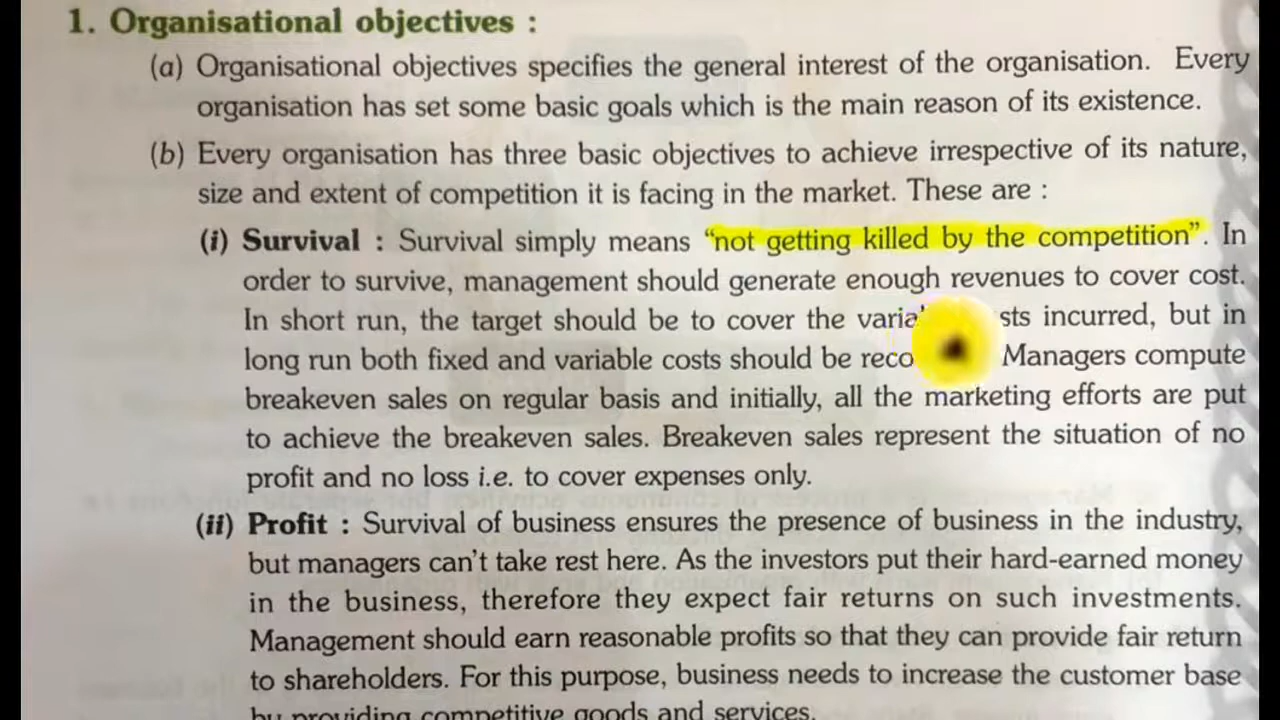 1. Organisational objectives :
(a) Organisational objectives specifies the general interest of the organisation. Every
organisation has set some basic goals which is the main reason of its existence.
(b) Every organisation has three basic objectives to achieve irrespective of its nature,
size and extent of competition it is facing in the market. These are :
(i) Survival : Survival simply means “not getting killed by the competition”. In
order to survive, management should generate enough revenues to cover cost.
In short run, the target should be to cover the incurred, but in
long run both fixed and variable costs should be Managers compute
breakeven sales on regular basis and initially, all the marketing efforts are put
to achieve the breakeven sales. Breakeven sales represent the situation of no
profit and no loss i.e. to cover expenses only.
(ii) Profit : Survival of business ensures the presence of business in the industry,
but managers can’t take rest here. As the investors put their hard-earned money
in the business, therefore they expect fair returns on such investments.
Management should earn reasonable profits so that they can provide fair return
to shareholders. For this purpose, business needs to increase the customer base
by providing competitive goods and services.